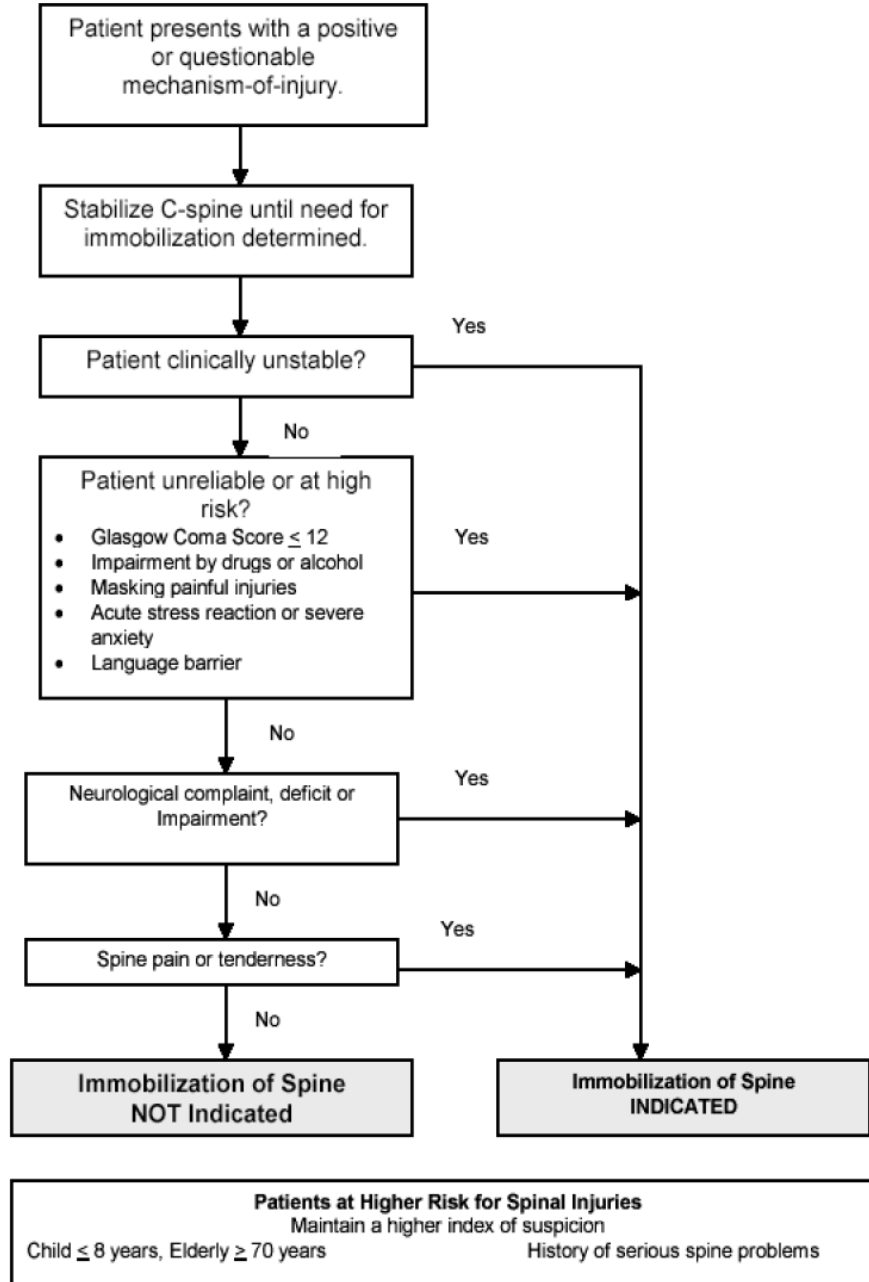 Patient presents with a positive
or questionable
mechanism-of-injury.
Stabilize C-spine until need for
immobilization determined.
Yes
Patient clinically unstable?
No
Patient unreliable or at high
risk?
• Glasgow Coma Score ≤ 12
• Impairment by drugs or alcohol
• Masking painful injuries
• Acute stress reaction or severe
anxiety
• Language barrier
Yes
No
Neurological complaint, deficit or
Impairment?
Yes
No
Spine pain or tenderness?
Yes
No
Immobilization of Spine
NOT Indicated
Immobilization of Spine
INDICATED
Patients at Higher Risk for Spinal Injuries
Maintain a higher index of suspicion
Child ≤ 8 years, Elderly ≥ 70 years History of serious spine problems